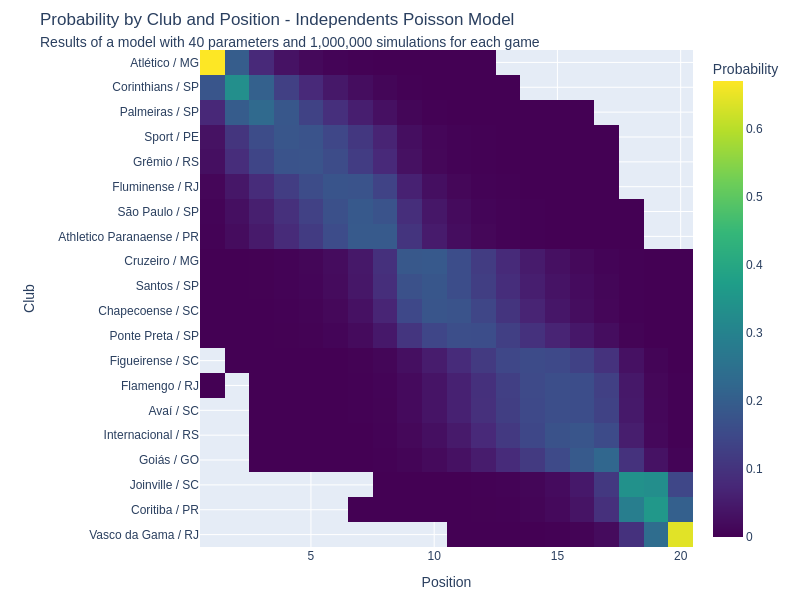 Probability by Club and Position - Independents Poisson Model
Results of a model with 40 parameters and 1,000,000 simulations for each game
Probability
Atlético / MG
Corinthians / SP
Palmeiras / SP
Sport / PE
Grêmio / RS
Fluminense / RJ
São Paulo / SP
Athletico Paranaense / PR
Cruzeiro / MG
Santos / SP
Chapecoense / SC
Ponte Preta / SP
Figueirense / SC
Flamengo / RJ
Avaí / SC
Internacional / RS
Goiás / GO
Joinville / SC
Coritiba / PR
Vasco da Gama / RJ
Club
5
10
15
20
Position
0.6
0.5
0.4
0.3
0.2
0.1
0